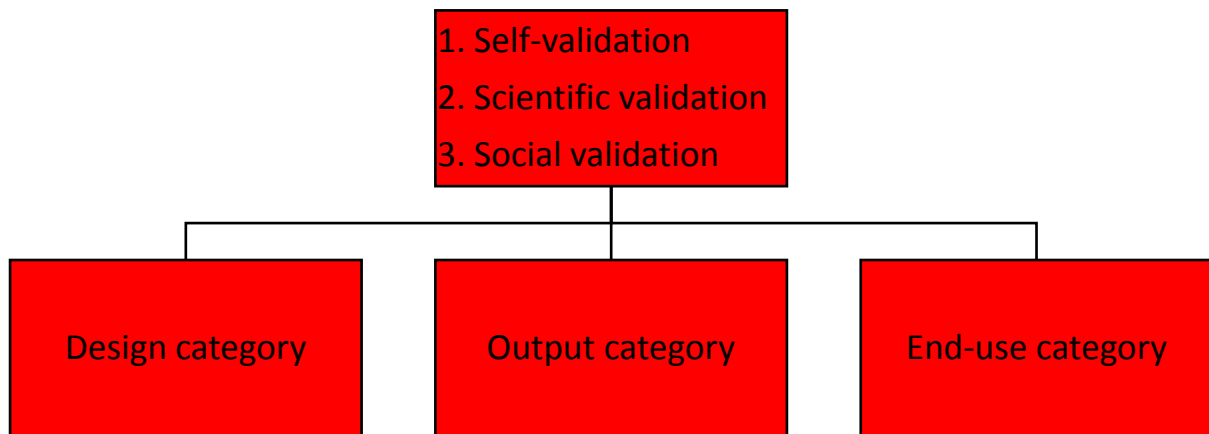 1. Self-validation
2. Scientific validation
3. Social validation
Design category
Output category
End-use category